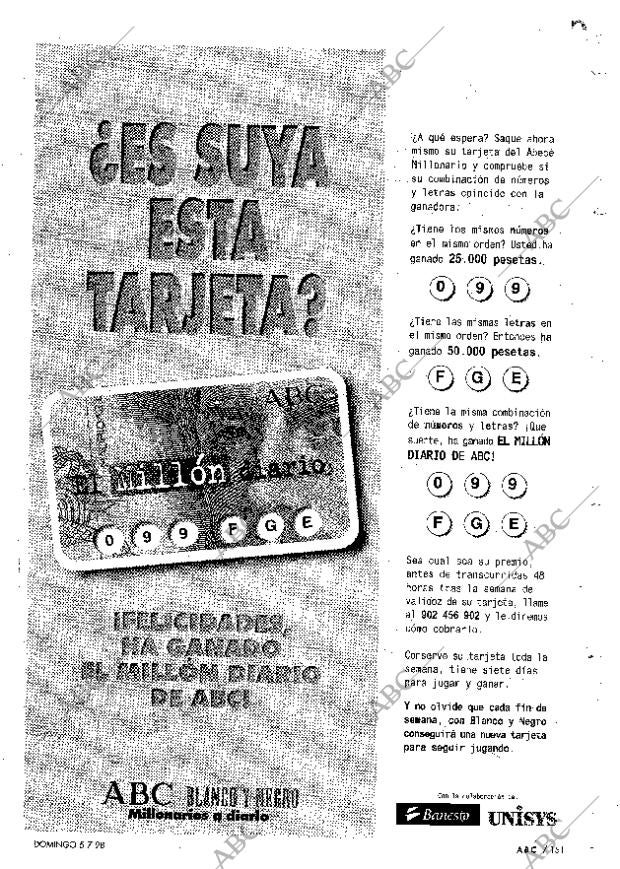 ¿ES SUYA
ESTA
TARJETA?
ABC
El millón diario
0 9 9 F G E
¡FELICIDADES,
HA GANADO
EL MILLÓN DIARIO
DE ABC!
ABC BLANCO Y NEGRO
Millonarios a diario
DOMINGO 5-7-98
¿A qué espera? Saque ahora
mismo su tarjeta del Abecé
Millonario y compruebe si
su combinación de números
y letras coincide con la
ganadora.
¿Tiene los mismos números
en el mismo orden? Usted ha
ganado 25.000 pesetas.
0 9 9
¿Tiene las mismas letras en
el mismo orden? Entonces ha
ganado 50.000 pesetas.
F G E
¿Tiene la misma combinación
de números y letras? ¡Que
suerte, ha ganado EL MILLÓN
DIARIO DE ABC!
0 9 9
F G E
Sea cual sea su premio,
antes de transcurridas 48
horas tras la semana de
validez de su tarjeta, llame
al 902 456 902 y le diremos
cómo cobrarlo.
Conserve su tarjeta toda la
semana, tiene siete días
para jugar y ganar.
Y no olvide que cada fin de
semana, con Blanco y Negro
conseguirá una nueva tarjeta
para seguir jugando.
Con la colaboración de:
Banesto UNISYS
ABC /151